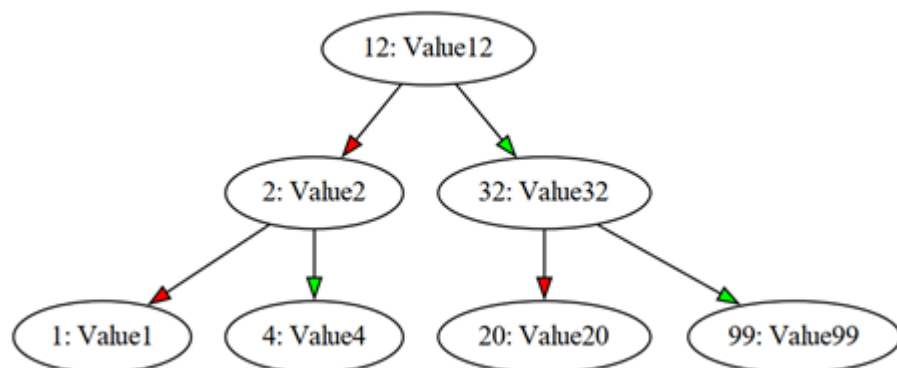 12: Value12
2: Value2
32: Value32
1: Value1
4: Value4
20: Value20
99: Value99